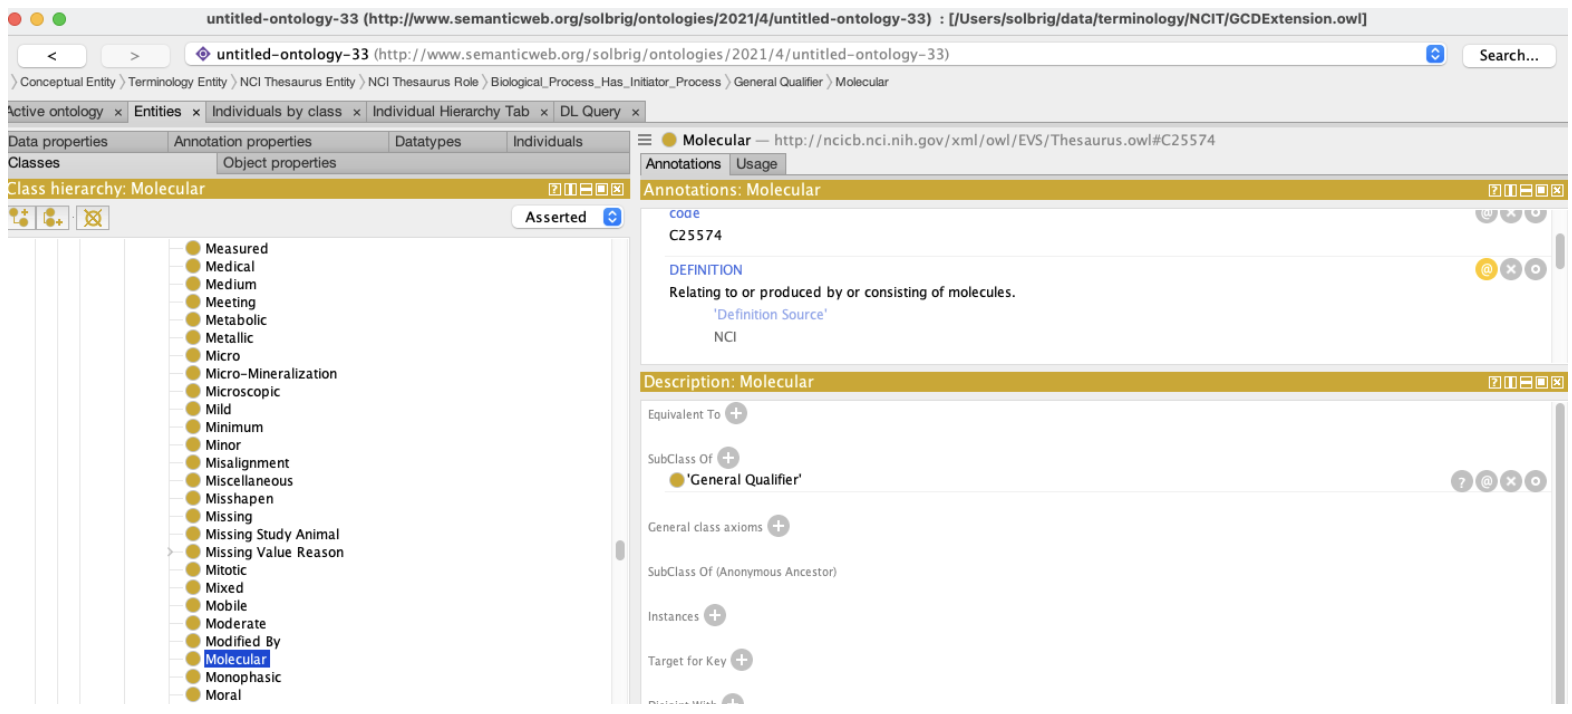 untitled-ontology-33 (http://www.semanticweb.org/solbrig/ontologies/2021/4/untitled-ontology-33) : [/Users/solbrig/data/terminology/NCIT/GCDExtension.owl]
< > untitled-ontology-33 (http://www.semanticweb.org/solbrig/ontologies/2021/4/untitled-ontology-33) Search...
Conceptual Entity 〉Terminology Entity 〉NCI Thesaurus Entity 〉NCI Thesaurus Role 〉Biological_Process_Has_Initiator_Process 〉General Qualifier 〉Molecular
Active ontology × Entities × Individuals by class × Individual Hierarchy Tab × DL Query ×
Data properties Annotation properties Datatypes Individuals
Classes Object properties
Class hierarchy: Molecular
Asserted
Measured
Medical
Medium
Meeting
Metabolic
Metallic
Micro
Micro-Mineralization
Microscopic
Mild
Minimum
Minor
Misalignment
Miscellaneous
Misshapen
Missing
Missing Study Animal
Missing Value Reason
Mitotic
Mixed
Mobile
Moderate
Modified By
Molecular
Monophasic
Moral
Molecular — http://ncicb.nci.nih.gov/xml/owl/EVS/Thesaurus.owl#C25574
Annotations Usage
Annotations: Molecular
code
C25574
DEFINITION
Relating to or produced by or consisting of molecules.
'Definition Source'
NCI
Description: Molecular
Equivalent To
SubClass Of
'General Qualifier'
General class axioms
SubClass Of (Anonymous Ancestor)
Instances
Target for Key
Disjoint With